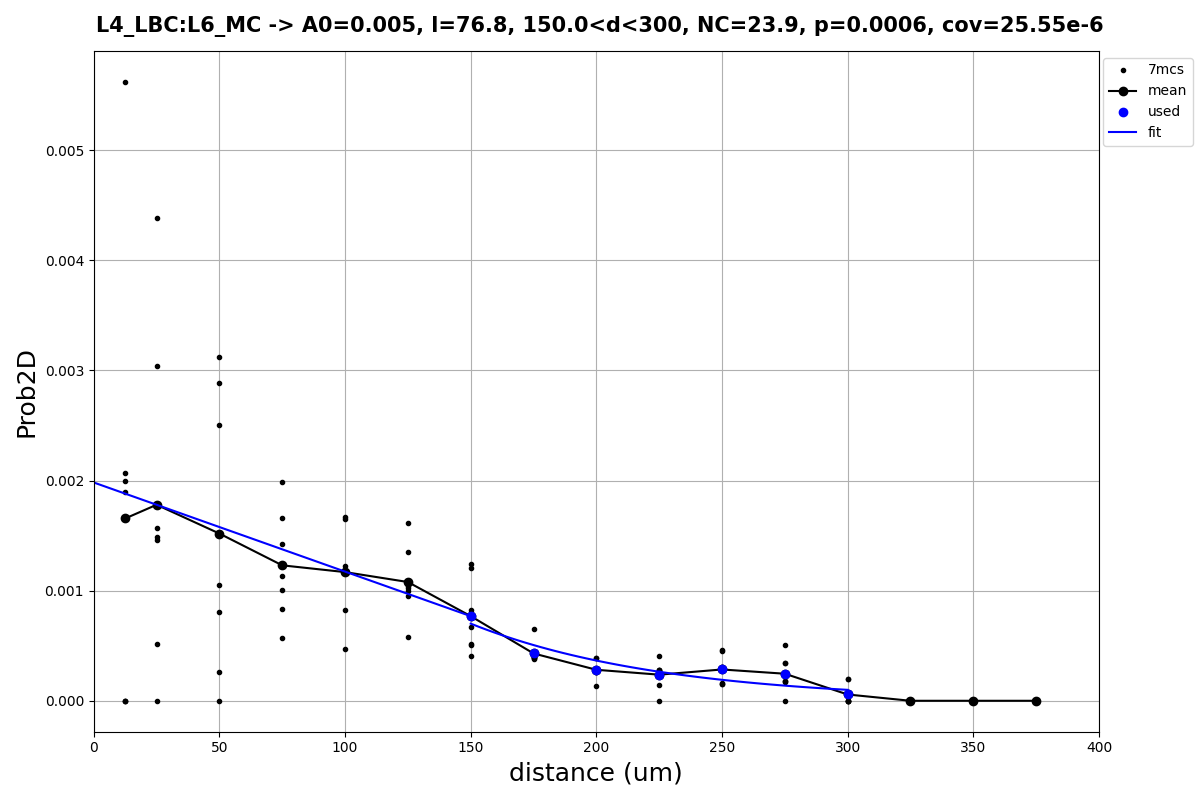 L4_LBC:L6_MC -> A0=0.005, l=76.8, 150.0<d<300, NC=23.9, p=0.0006, cov=25.55e-6
7mcs
mean
used
fit
Prob2D
0.005
0.004
0.003
0.002
0.001
0.000
0 50 100 150 200 250 300 350 400
distance (um)